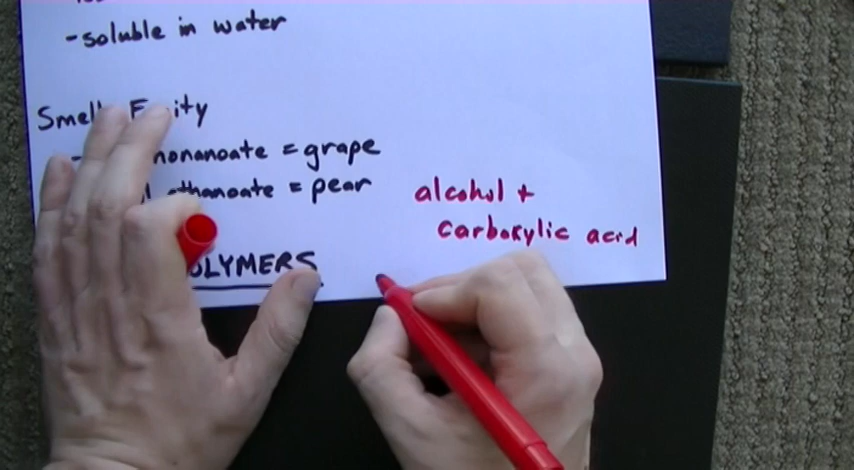 -soluble in water
Smell
- nonanoate = grape
ethanoate = pear
alcohol +
carboxylic acid
OLYMERS